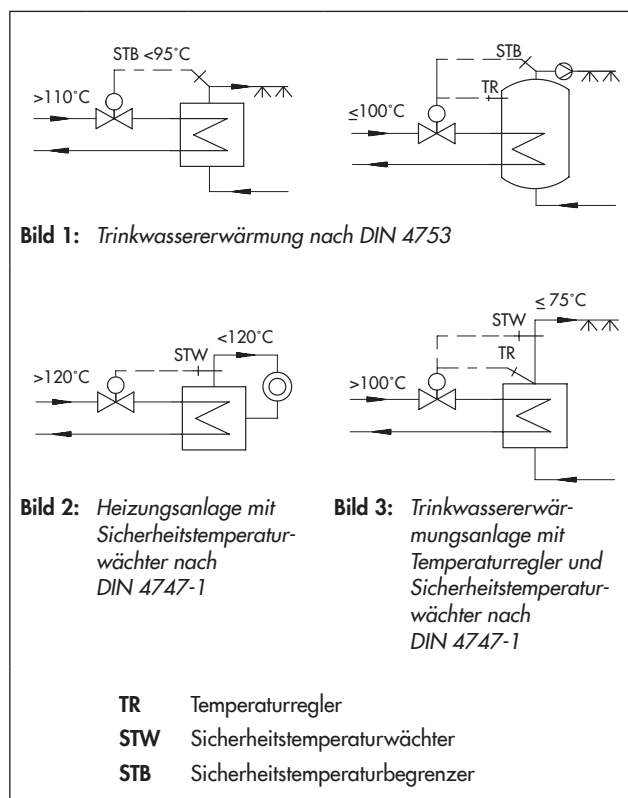 STB <95°C
>110°C
STB
TR
≤100°C
Bild 1: Trinkwassererwärmung nach DIN 4753
<120°C
STW
>120°C
≤ 75°C
STW
TR
>100°C
Bild 2: Heizungsanlage mit
Sicherheitstemperatur-
wächter nach
DIN 4747-1
Bild 3: Trinkwassererwär-
mungsanlage mit
Temperaturregler und
Sicherheitstemperatur-
wächter nach
DIN 4747-1
TR Temperaturregler
STW Sicherheitstemperaturwächter
STB Sicherheitstemperaturbegrenzer